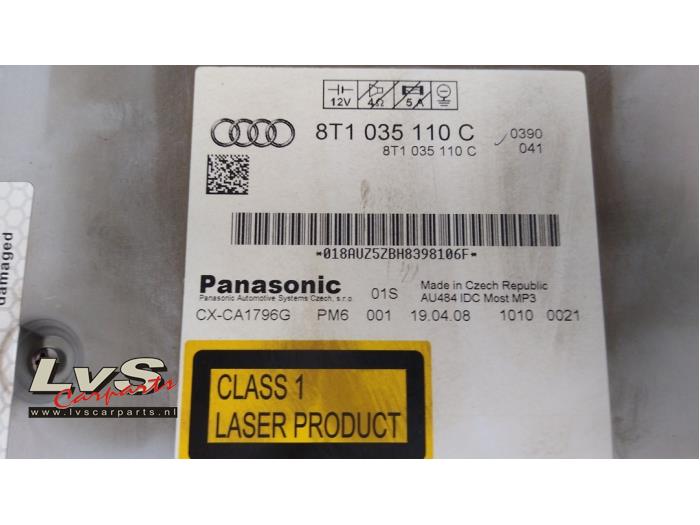 12V 4Ω 5A
8T1 035 110 C 0390
8T1 035 110 C 041
*018AUZ5ZBH8398106F*
Panasonic
Panasonic Automotive Systems Czech, s.r.o.
01S
Made in Czech Republic
AU484 IDC Most MP3
CX-CA1796G PM6 001 19.04.08 1010 0021
CLASS 1
LASER PRODUCT
damaged
LvS
Carparts
www.lvscarparts.nl